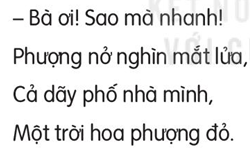 – Bà ơi! Sao mà nhanh!
Phượng nở nghìn mắt lửa,
Cả dãy phố nhà mình,
Một trời hoa phượng đỏ.